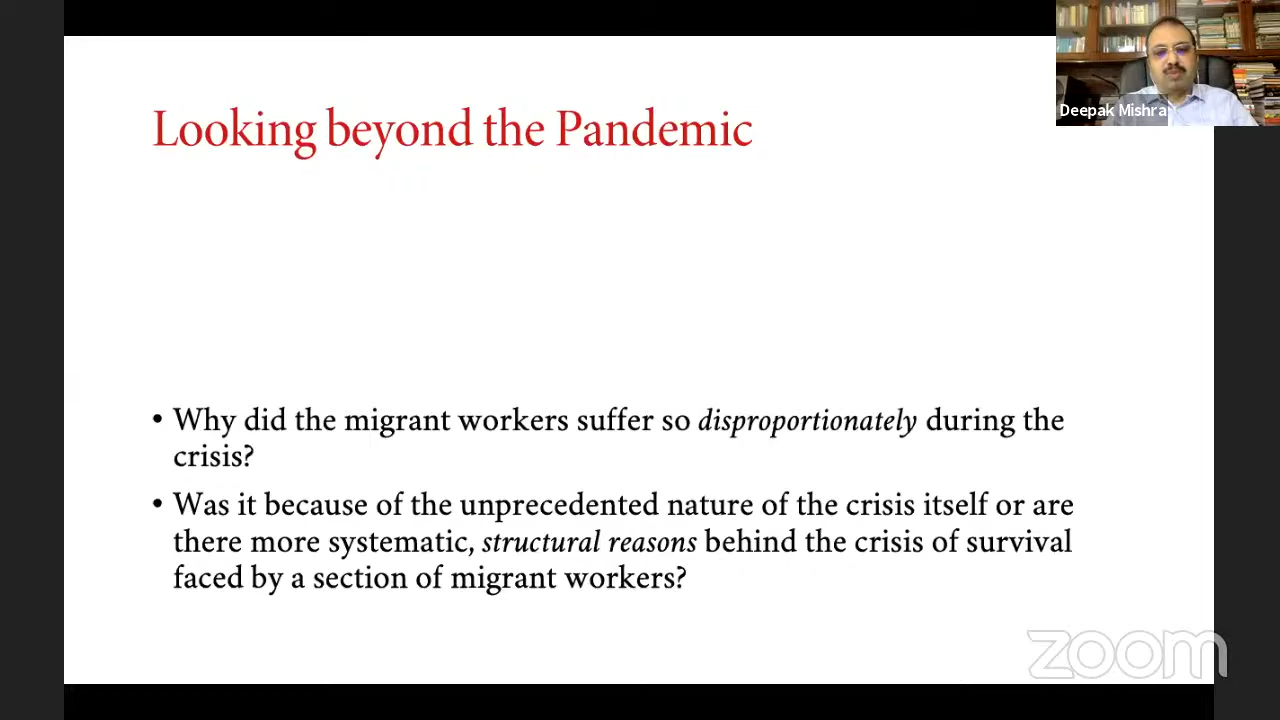 Looking beyond the Pandemic
Deepak Mishra
• Why did the migrant workers suffer so disproportionately during the
crisis?
• Was it because of the unprecedented nature of the crisis itself or are
there more systematic, structural reasons behind the crisis of survival
faced by a section of migrant workers?
zoom